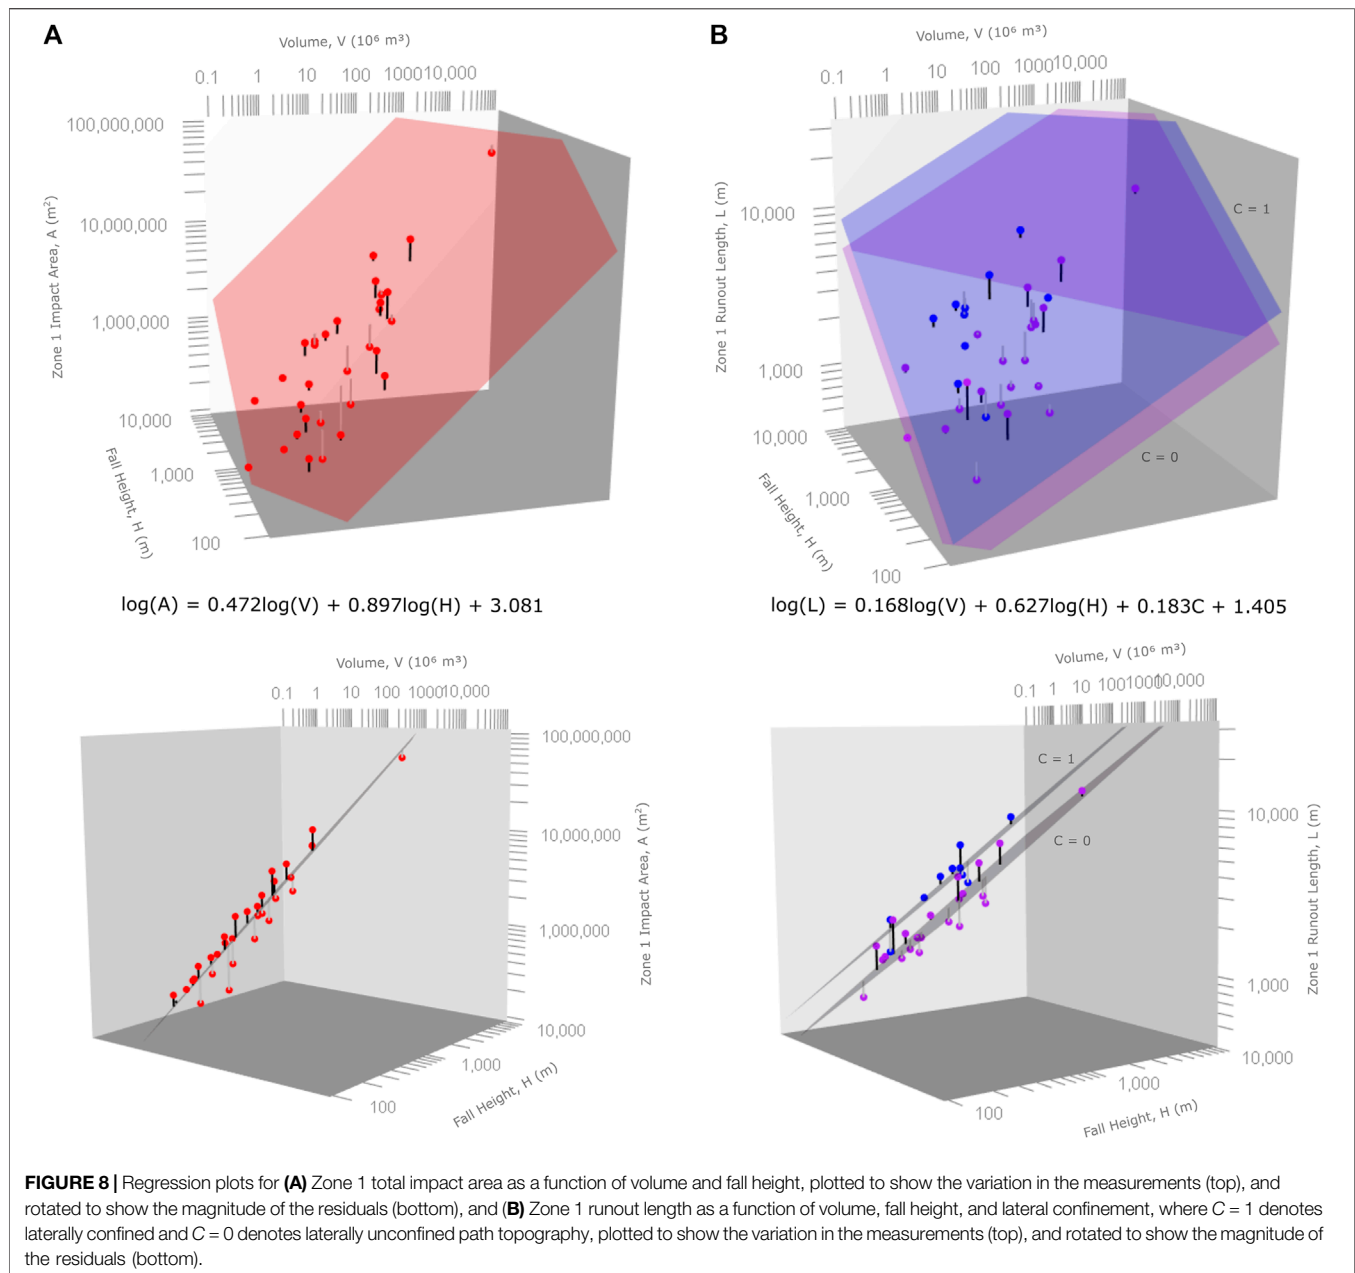 A
Volume, V (10⁶ m³)
0.1 1 10 100 1000 10,000
100,000,000
10,000,000
1,000,000
10,000
1,000
100
Zone 1 Impact Area, A (m²)
Fall Height, H (m)
log(A) = 0.472log(V) + 0.897log(H) + 3.081
B
Volume, V (10⁶ m³)
0.1 1 10 100 1000 10,000
10,000
1,000
10,000
1,000
100
Zone 1 Runout Length, L (m)
Fall Height, H (m)
C = 1
C = 0
log(L) = 0.168log(V) + 0.627log(H) + 0.183C + 1.405
Volume, V (10⁶ m³)
0.1 1 10 100 1000 10,000
100,000,000
10,000,000
1,000,000
10,000
1,000
100
Zone 1 Impact Area, A (m²)
Fall Height, H (m)
Volume, V (10⁶ m³)
0.1 1 10 100 1000 10,000
C = 1
C = 0
10,000
1,000
10,000
1,000
100
Zone 1 Runout Length, L (m)
Fall Height, H (m)
FIGURE 8 | Regression plots for (A) Zone 1 total impact area as a function of volume and fall height, plotted to show the variation in the measurements (top), and
rotated to show the magnitude of the residuals (bottom), and (B) Zone 1 runout length as a function of volume, fall height, and lateral confinement, where C = 1 denotes
laterally confined and C = 0 denotes laterally unconfined path topography, plotted to show the variation in the measurements (top), and rotated to show the magnitude of
the residuals (bottom).